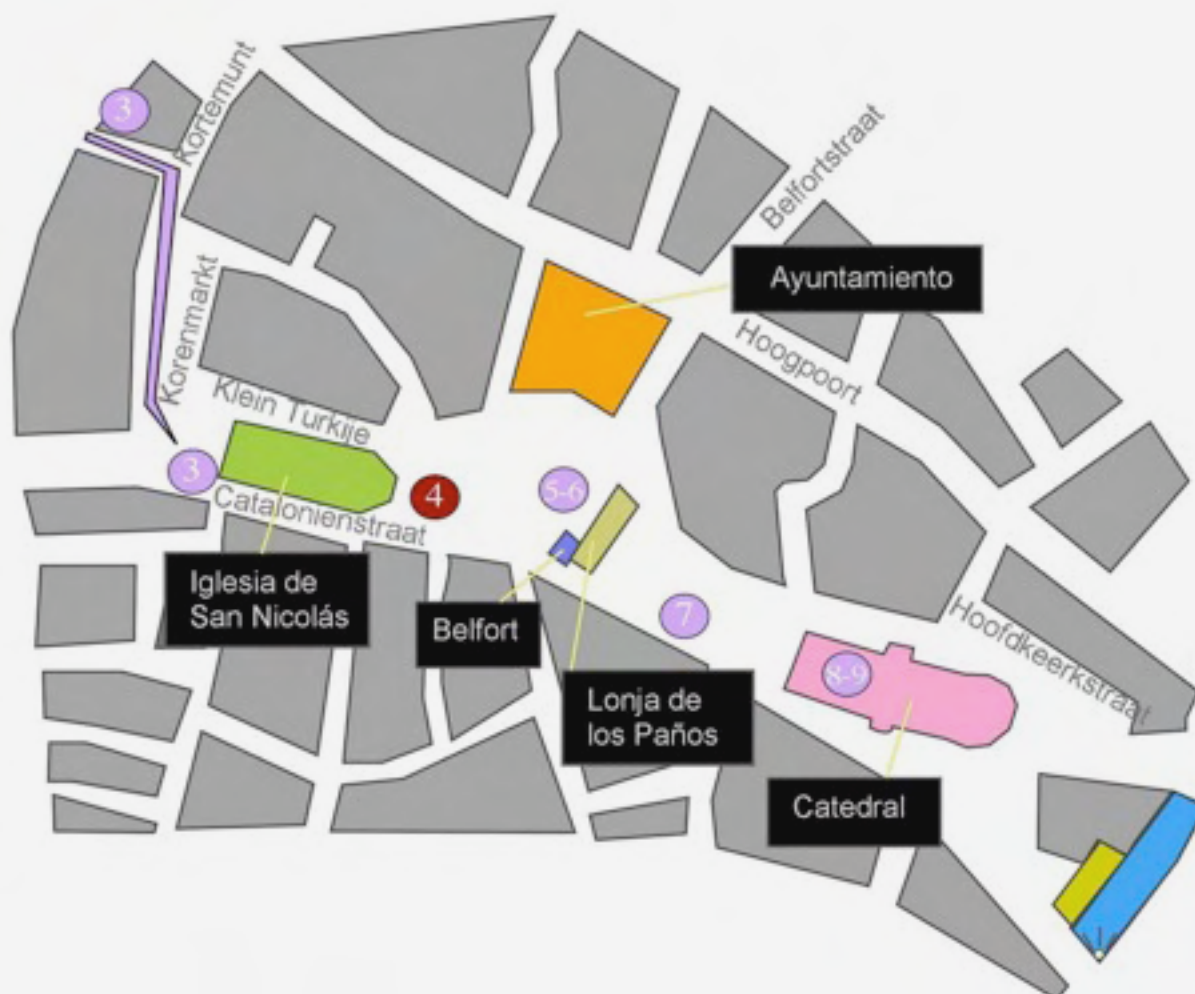 3
Kortemunt
Belfortstraat
Ayuntamiento
Korenmarkt
Hoogpoort
Klein Turkije
3
4
5-6
Catalonienstraat
Iglesia de
San Nicolás
Belfort
7
Hoofdkeerkstraat
8-9
Lonja de
los Paños
Catedral